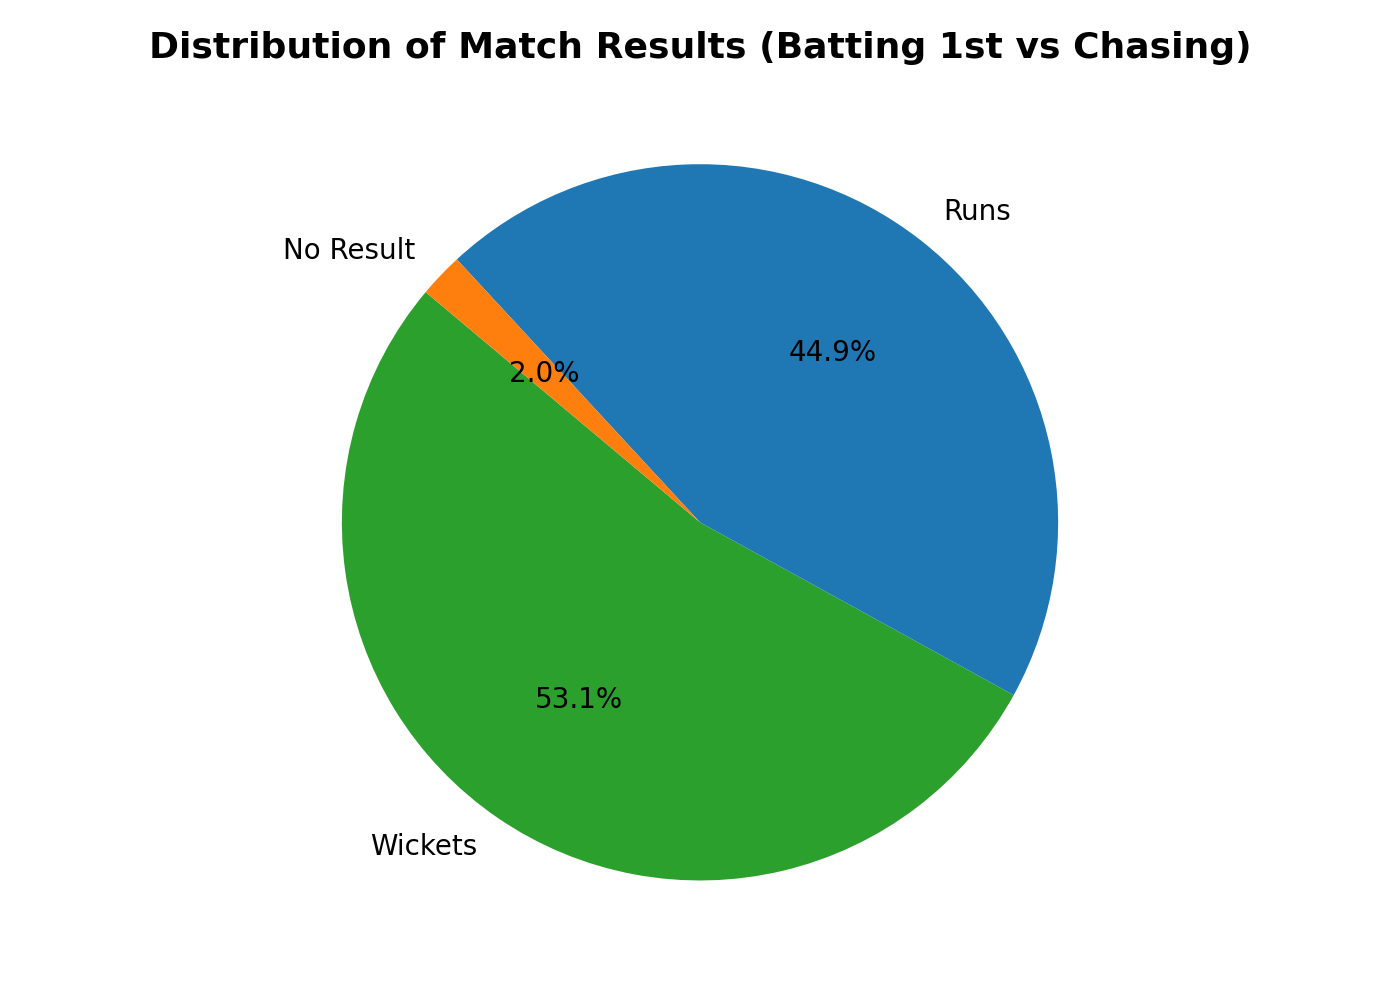 Distribution of Match Results (Batting 1st vs Chasing)
Runs
No Result
44.9%
2.0%
53.1%
Wickets